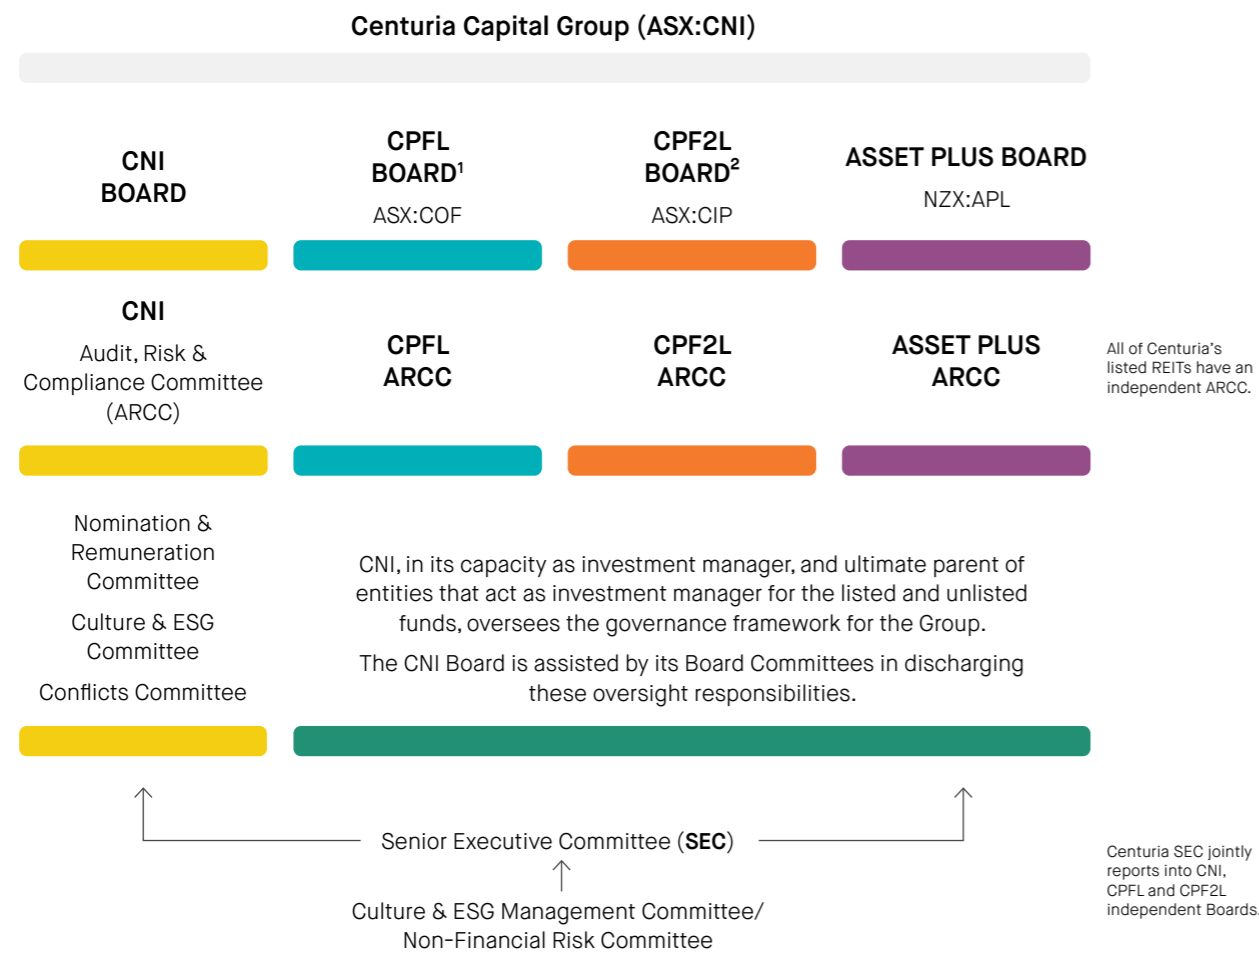 Centuria Capital Group (ASX:CNI)
CNI
BOARD
CPFL
BOARD¹
ASX:COF
CPF2L
BOARD²
ASX:CIP
ASSET PLUS BOARD
NZX:APL
CNI
Audit, Risk &
Compliance Committee
(ARCC)
CPFL
ARCC
CPF2L
ARCC
ASSET PLUS
ARCC
All of Centuria's
listed REITs have an
independent ARCC.
Nomination &
Remuneration
Committee
Culture & ESG
Committee
Conflicts Committee
CNI, in its capacity as investment manager, and ultimate parent of
entities that act as investment manager for the listed and unlisted
funds, oversees the governance framework for the Group.
The CNI Board is assisted by its Board Committees in discharging
these oversight responsibilities.
Senior Executive Committee (SEC)
Culture & ESG Management Committee/
Non-Financial Risk Committee
Centuria SEC jointly
reports into CNI,
CPFL and CPF2L
independent Boards.